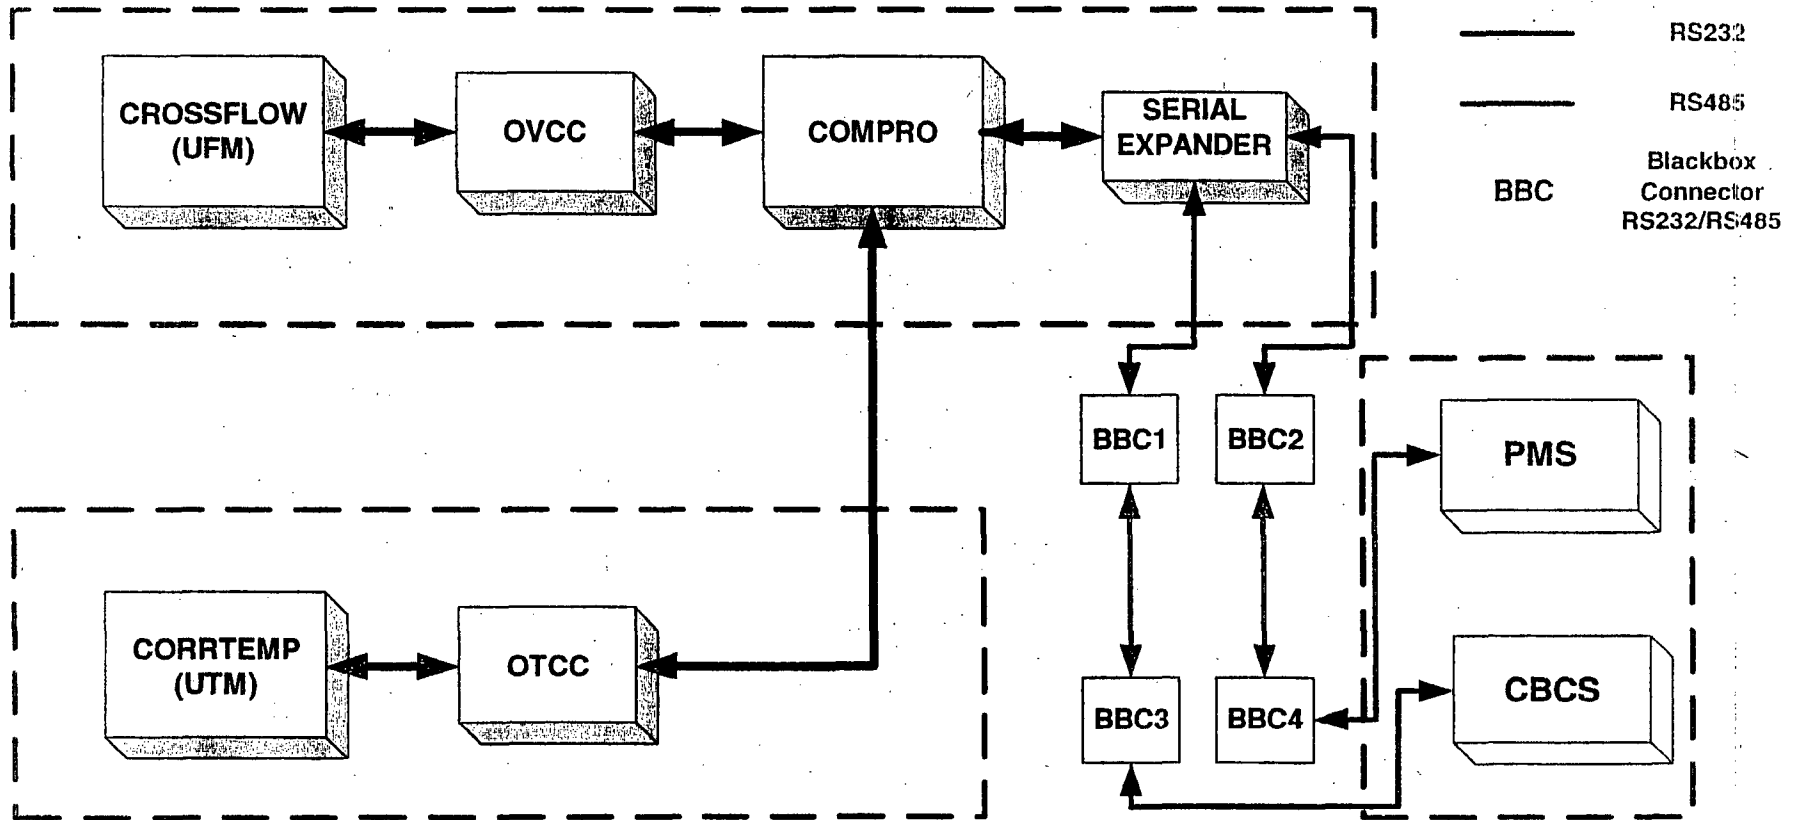 CROSSFLOW
(UFM)
OVCC
COMPRO
SERIAL
EXPANDER
RS232
RS485
BBC
Blackbox
Connector
RS232/RS485
BBC1
BBC2
PMS
CORRTEMP
(UTM)
OTCC
BBC3
BBC4
CBCS